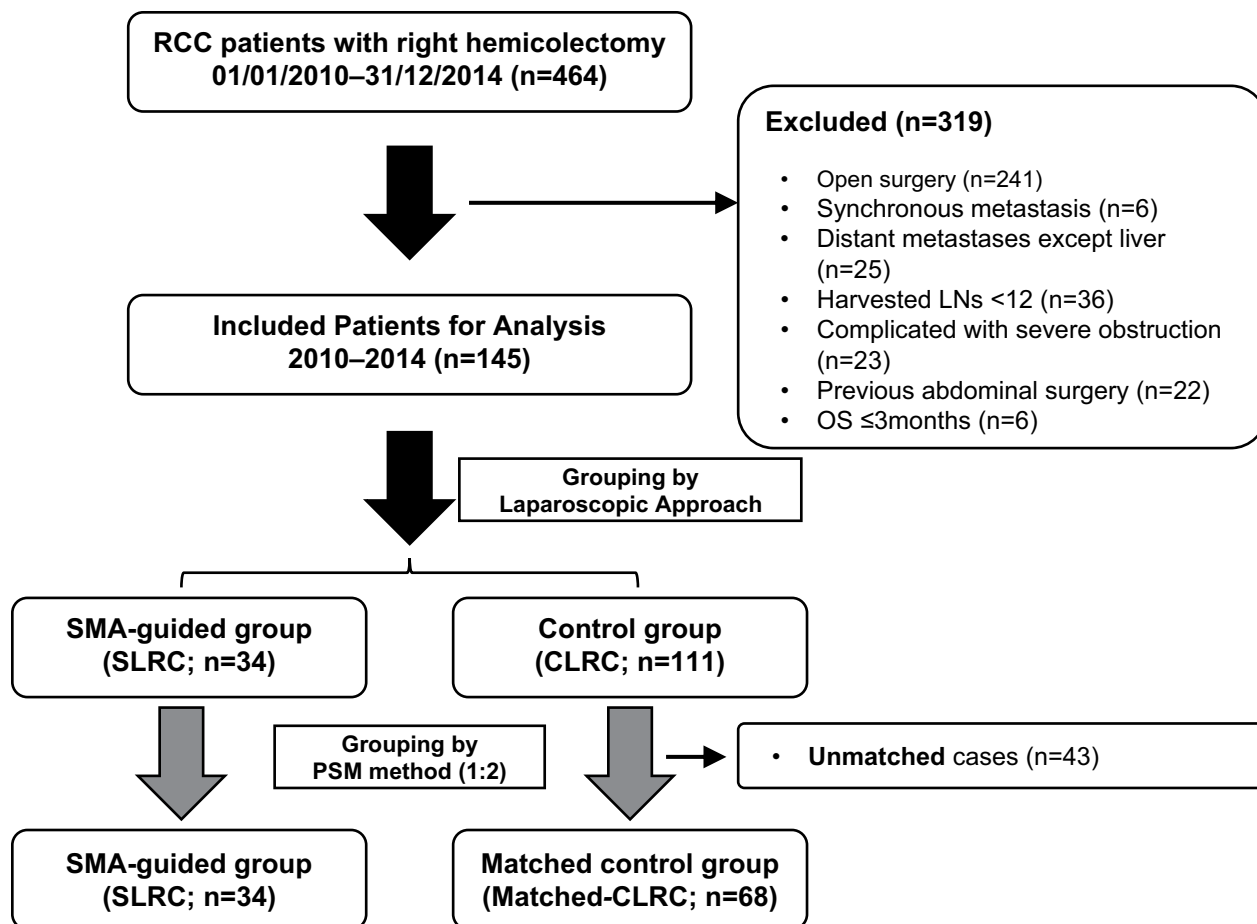 RCC patients with right hemicolectomy
01/01/2010–31/12/2014 (n=464)
Excluded (n=319)
• Open surgery (n=241)
• Synchronous metastasis (n=6)
• Distant metastases except liver
(n=25)
• Harvested LNs <12 (n=36)
• Complicated with severe obstruction
(n=23)
• Previous abdominal surgery (n=22)
• OS ≤3months (n=6)
Included Patients for Analysis
2010–2014 (n=145)
Grouping by
Laparoscopic Approach
SMA-guided group
(SLRC; n=34)
Control group
(CLRC; n=111)
Grouping by
PSM method (1:2)
• Unmatched cases (n=43)
SMA-guided group
(SLRC; n=34)
Matched control group
(Matched-CLRC; n=68)